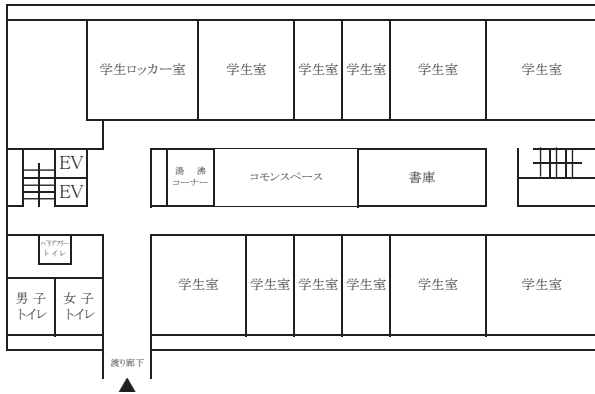 学生ロッカー室
学生室
学生室
学生室
学生室
学生室
EV
EV
湯沸
コーナー
コモンスペース
書庫
バリアフリー
トイレ
男子
トイレ
女子
トイレ
学生室
学生室
学生室
学生室
学生室
学生室
渡り廊下